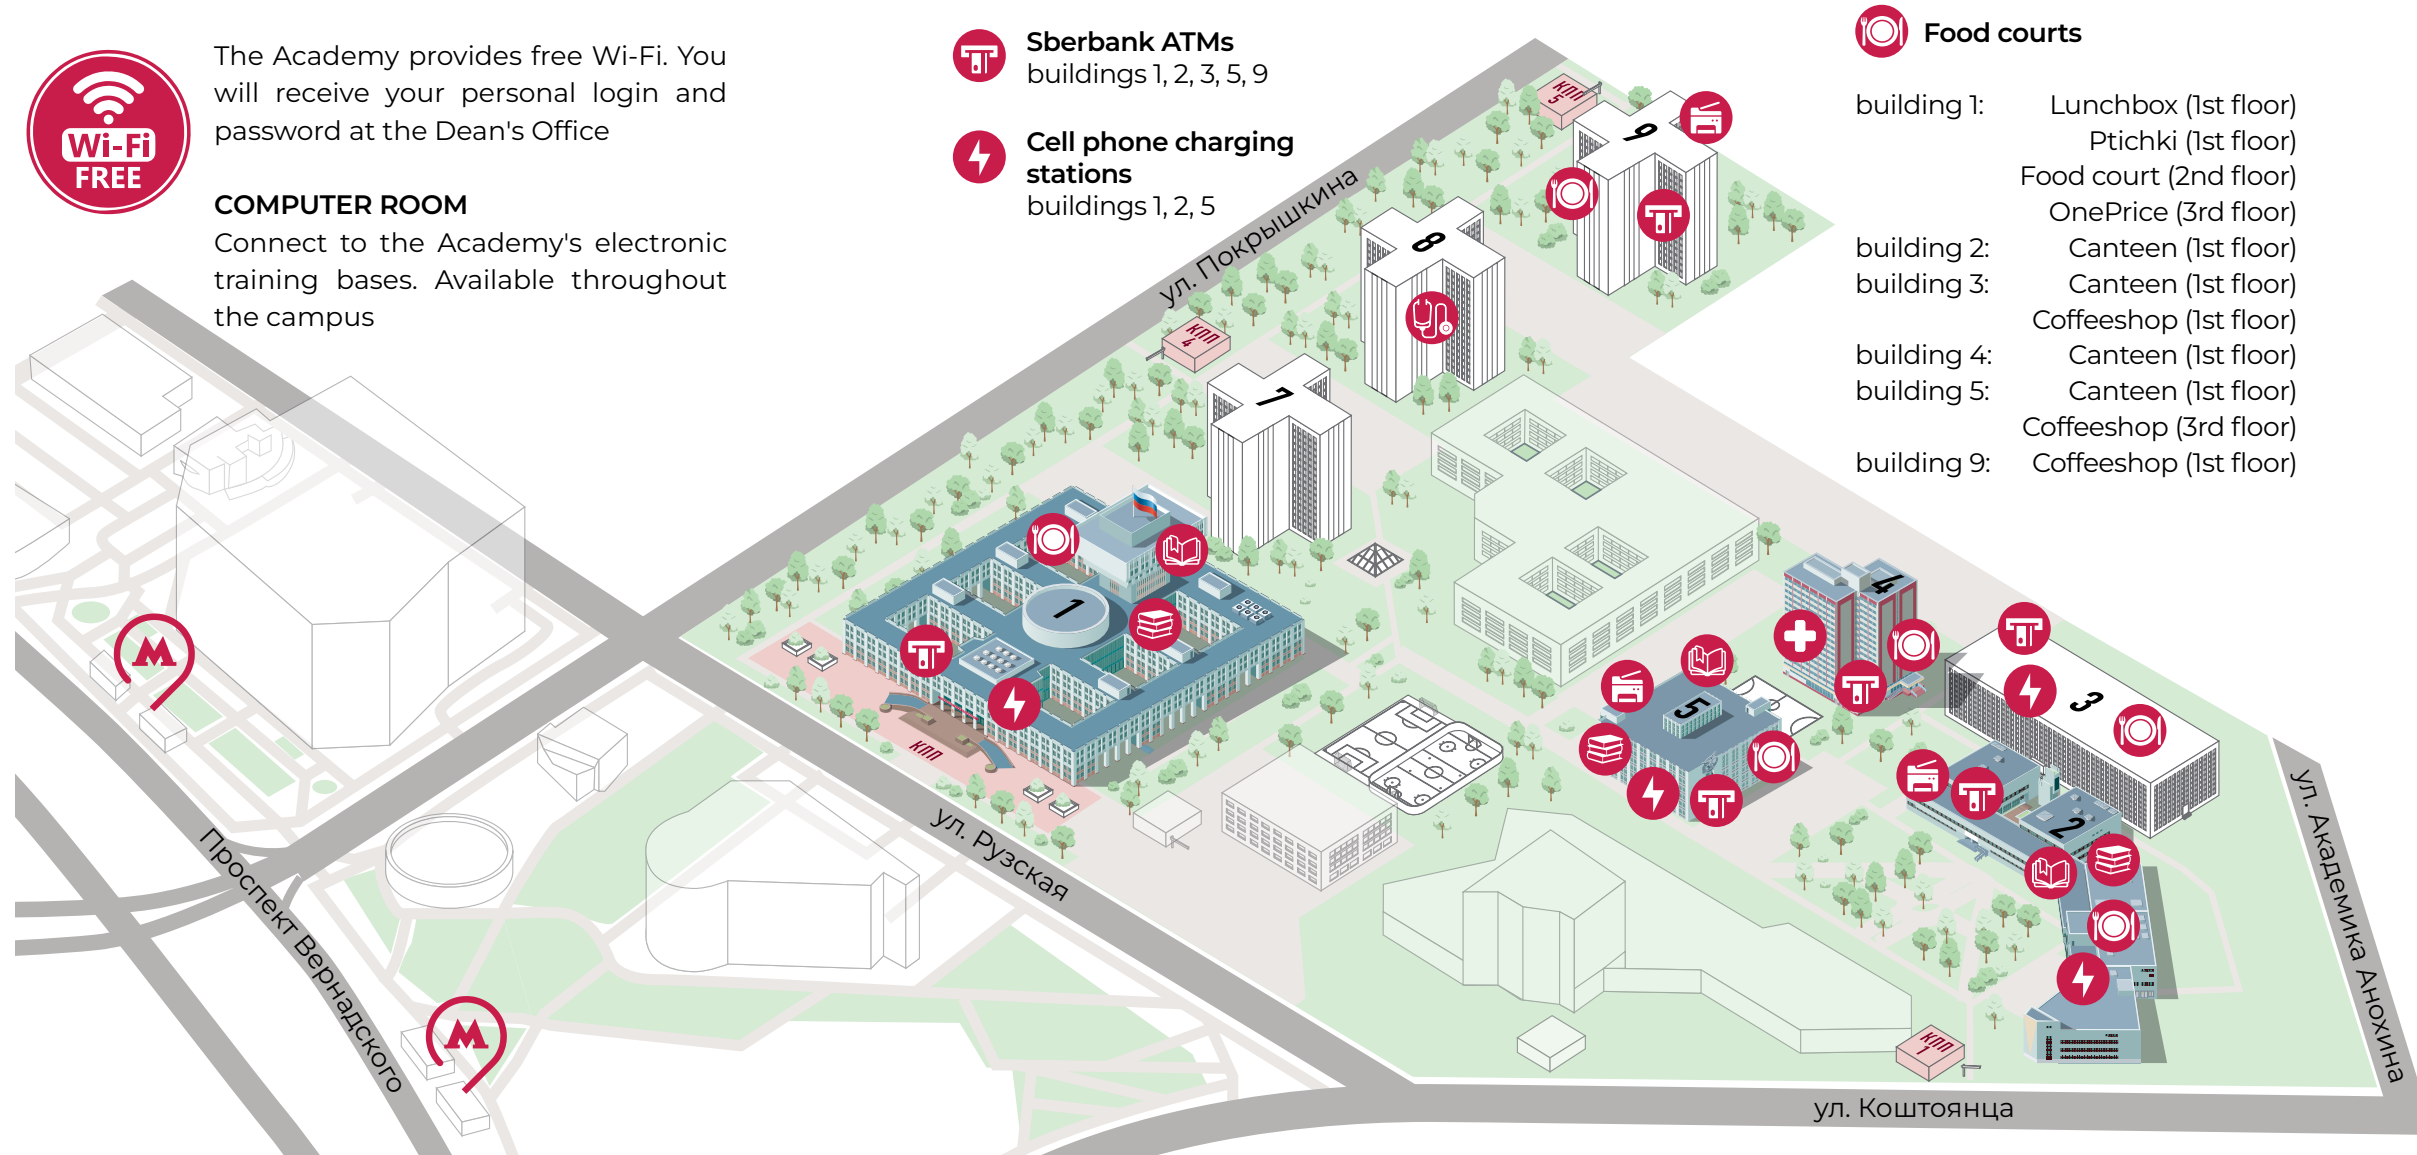 The Academy provides free Wi-Fi. You
will receive your personal login and
password at the Dean's Office
Wi-Fi
FREE
COMPUTER ROOM
Connect to the Academy's electronic
training bases. Available throughout
the campus
Sberbank ATMs
buildings 1, 2, 3, 5, 9
Cell phone charging
stations
buildings 1, 2, 5
Food courts
building 1: Lunchbox (1st floor)
Ptichki (1st floor)
Food court (2nd floor)
OnePrice (3rd floor)
building 2: Canteen (1st floor)
building 3: Canteen (1st floor)
Coffeeshop (1st floor)
building 4: Canteen (1st floor)
building 5: Canteen (1st floor)
Coffeeshop (3rd floor)
building 9: Coffeeshop (1st floor)
КПП
5
9
ул. Покрышкина
8
КПП
4
7
1
4
5
3
2
М
КПП
ул. Рузская
Проспект Вернадского
М
ул. Академика Анохина
КПП
1
ул. Коштоянца